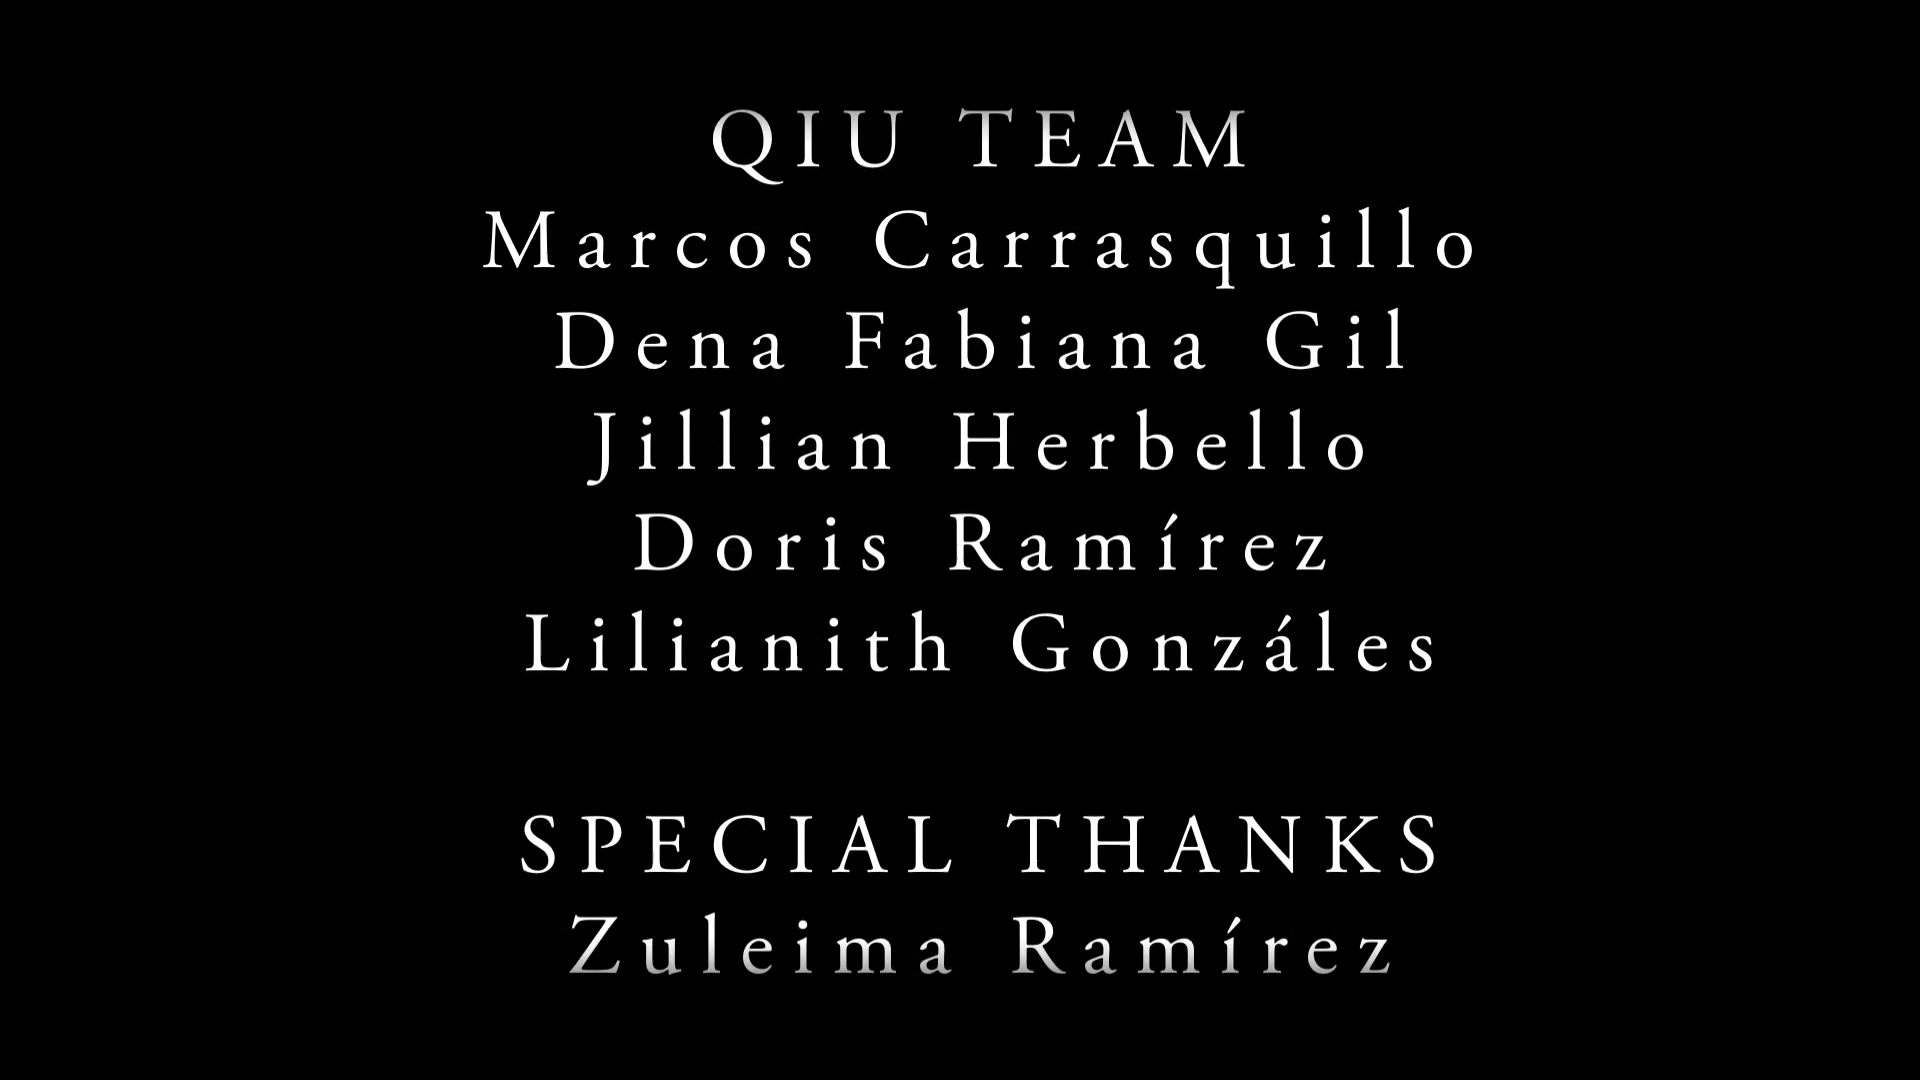 QIU TEAM
Marcos Carrasquillo
Dena Fabiana Gil
Jillian Herbello
Doris Ramírez
Lilianith Gonzáles
SPECIAL THANKS
Zuleima Ramírez